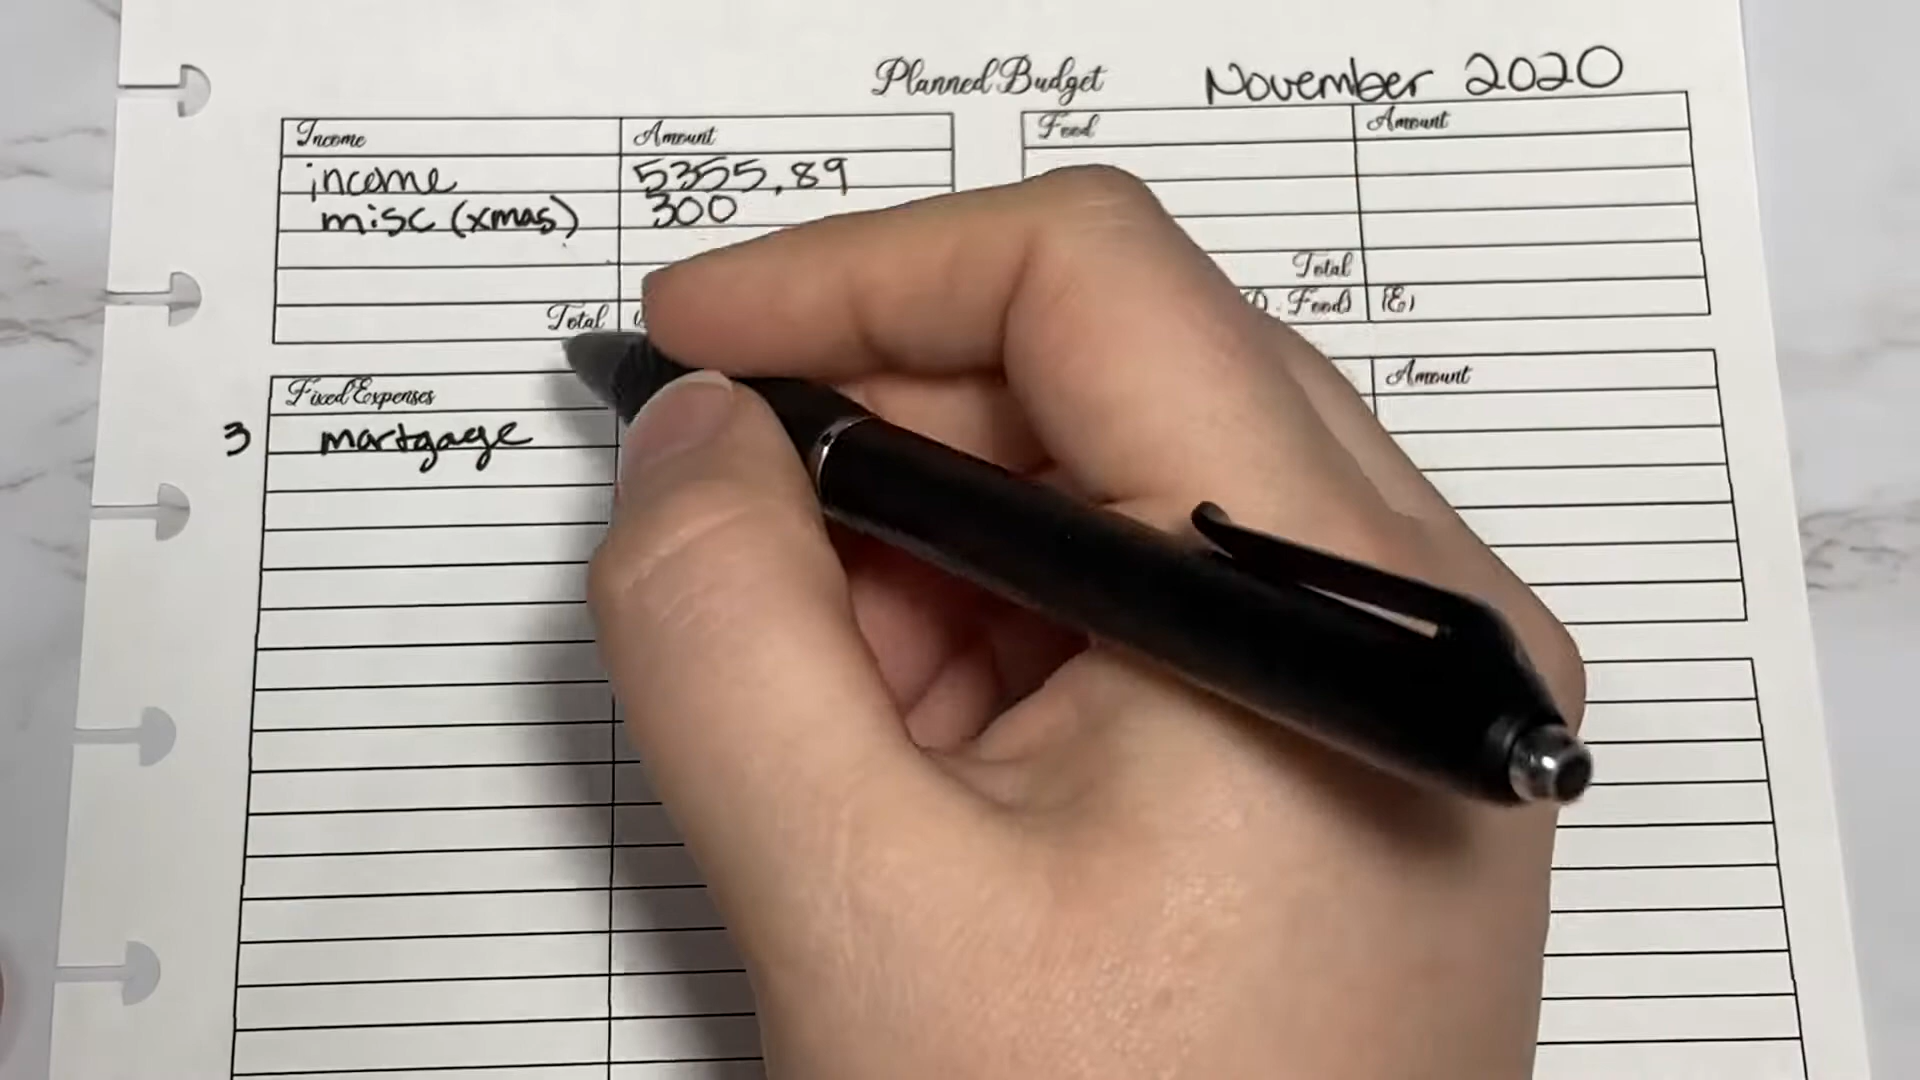 Planned Budget November 2020
Income Amount
income 5355.89
misc (xmas) 300
Total
Fixed Expenses
3 mortgage
Food Amount
Total
Food) (E)
Amount